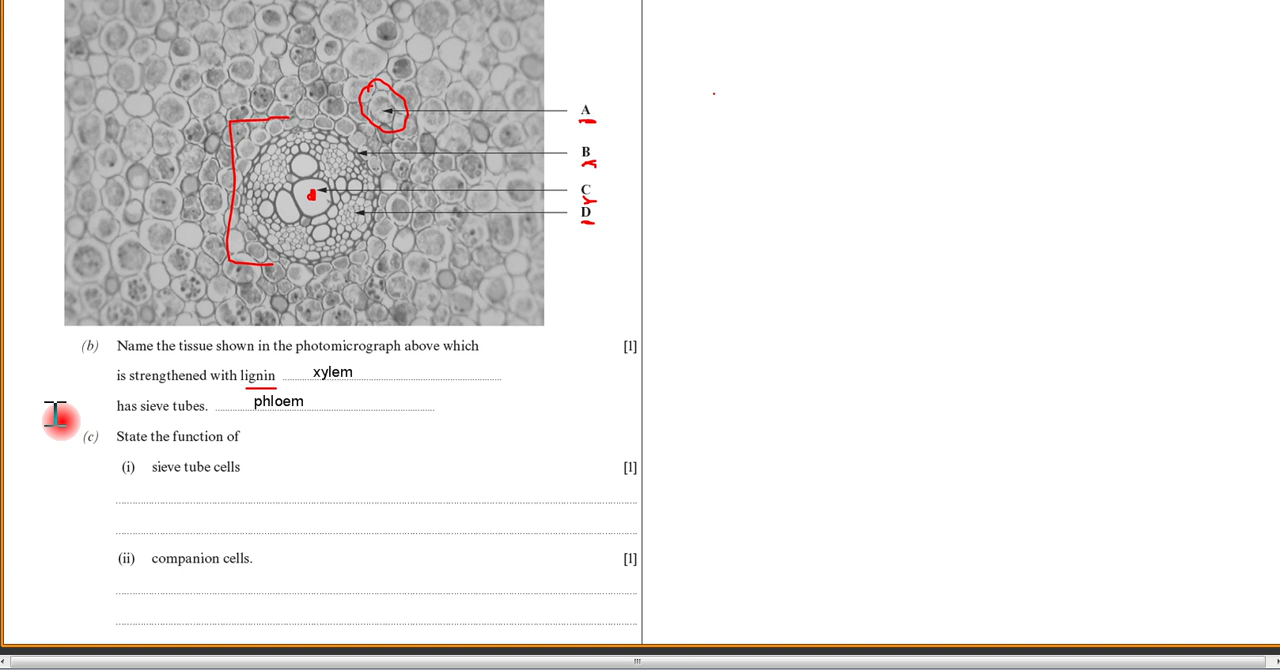 A
B
C
D
(b) Name the tissue shown in the photomicrograph above which [1]
is strengthened with lignin xylem
has sieve tubes. phloem
(c) State the function of
(i) sieve tube cells [1]
(ii) companion cells. [1]